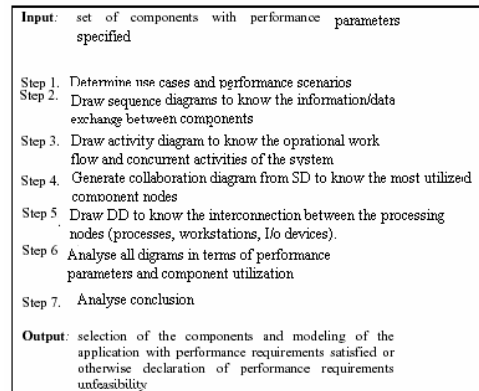 Input: set of components with performance parameters
specified
Step 1. Determine use cases and performance scenarios
Step 2. Draw sequence diagrams to know the information/data
exchange between components
Step 3. Draw activity diagram to know the oprational work
flow and concurrent activities of the system
Step 4. Generate collaboration diagram from SD to know the most utilized
component nodes
Step 5. Draw DD to know the interconnection between the processing
nodes (processes, workstations, I/o devices).
Step 6 Analyse all digrams in terms of performance
parameters and component utilization
Step 7. Analyse conclusion
Output: selection of the components and modeling of the
application with performance requirements satisfied or
otherwise declaration of performance requirements
unfeasibility